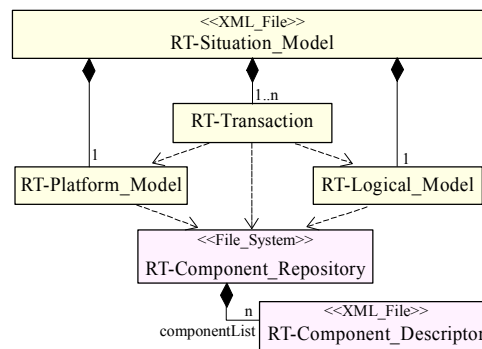 <<XML_File>>
RT-Situation_Model
1..n
RT-Transaction
1
1
RT-Platform_Model
RT-Logical_Model
<<File_System>>
RT-Component_Repository
n
componentList
<<XML_File>>
RT-Component_Descriptor